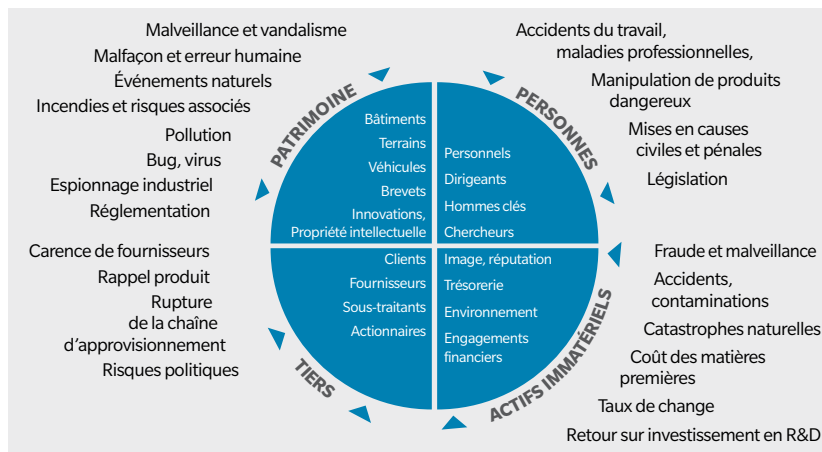 Malveillance et vandalisme
Malfaçon et erreur humaine
Événements naturels
Incendies et risques associés
Pollution
Bug, virus
Espionnage industriel
Réglementation
PATRIMOINE
Bâtiments
Terrains
Véhicules
Brevets
Innovations,
Propriété intellectuelle
Accidents du travail,
maladies professionnelles,
Manipulation de produits
dangereux
Mises en causes
civiles et pénales
Législation
PERSONNES
Personnels
Dirigeants
Hommes clés
Chercheurs
Carence de fournisseurs
Rappel produit
Rupture
de la chaîne
d'approvisionnement
Risques politiques
TIERS
Clients
Fournisseurs
Sous-traitants
Actionnaires
Image, réputation
Trésorerie
Environnement
Engagements
financiers
ACTIFS IMMATÉRIELS
Fraude et malveillance
Accidents,
contaminations
Catastrophes naturelles
Coût des matières
premières
Taux de change
Retour sur investissement en R&D